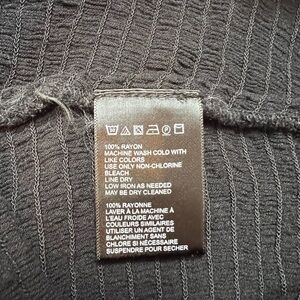 100% RAYON
MACHINE WASH COLD WITH
LIKE COLORS
USE ONLY NON-CHLORINE
BLEACH
LINE DRY
LOW IRON AS NEEDED
MAY BE DRY CLEANED
100% RAYONNE
LAVER À LA MACHINE À
L'EAU FROIDE AVEC
COULEURS SIMILAIRES
UTILISER UN AGENT DE
BLANCHIMENT SANS
CHLORE SI NÉCESSAIRE
SUSPENDRE POUR SÉCHER